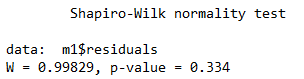 Shapiro-Wilk normality test
data:  m1$residuals
W = 0.99829, p-value = 0.334